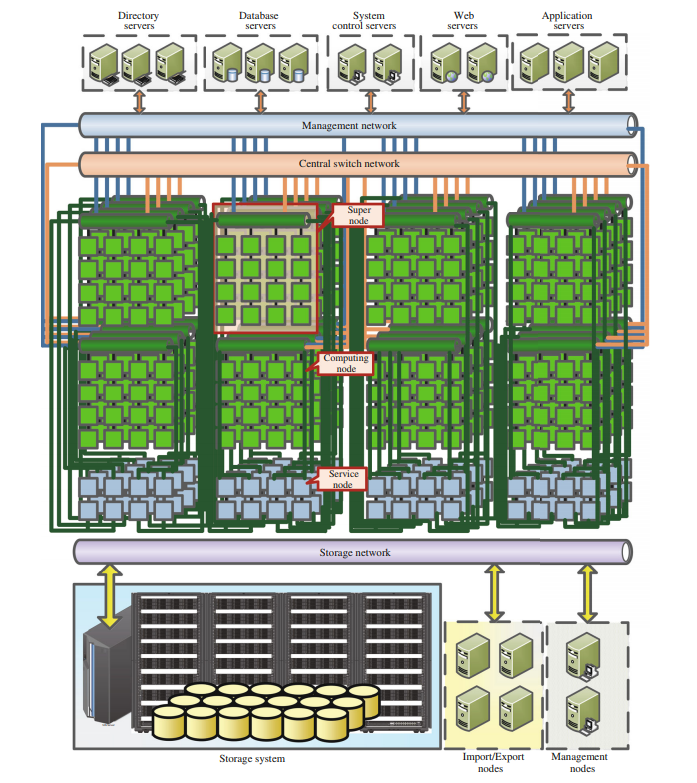 Directory
servers
Database
servers
System
control servers
Web
servers
Application
servers
Management network
Central switch network
Super
node
Computing
node
Service
node
Storage network
Storage system
Import/Export
nodes
Management
nodes